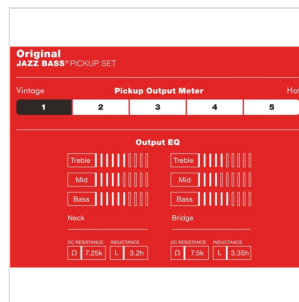 Original
JAZZ BASS® PICKUP SET
Vintage Pickup Output Meter Hot
1 2 3 4 5
Output EQ
Treble Treble
Mid Mid
Bass Bass
Neck Bridge
DC RESISTANCE INDUCTANCE DC RESISTANCE INDUCTANCE
Ω 7.25k L 3.2h Ω 7.5k L 3.35h